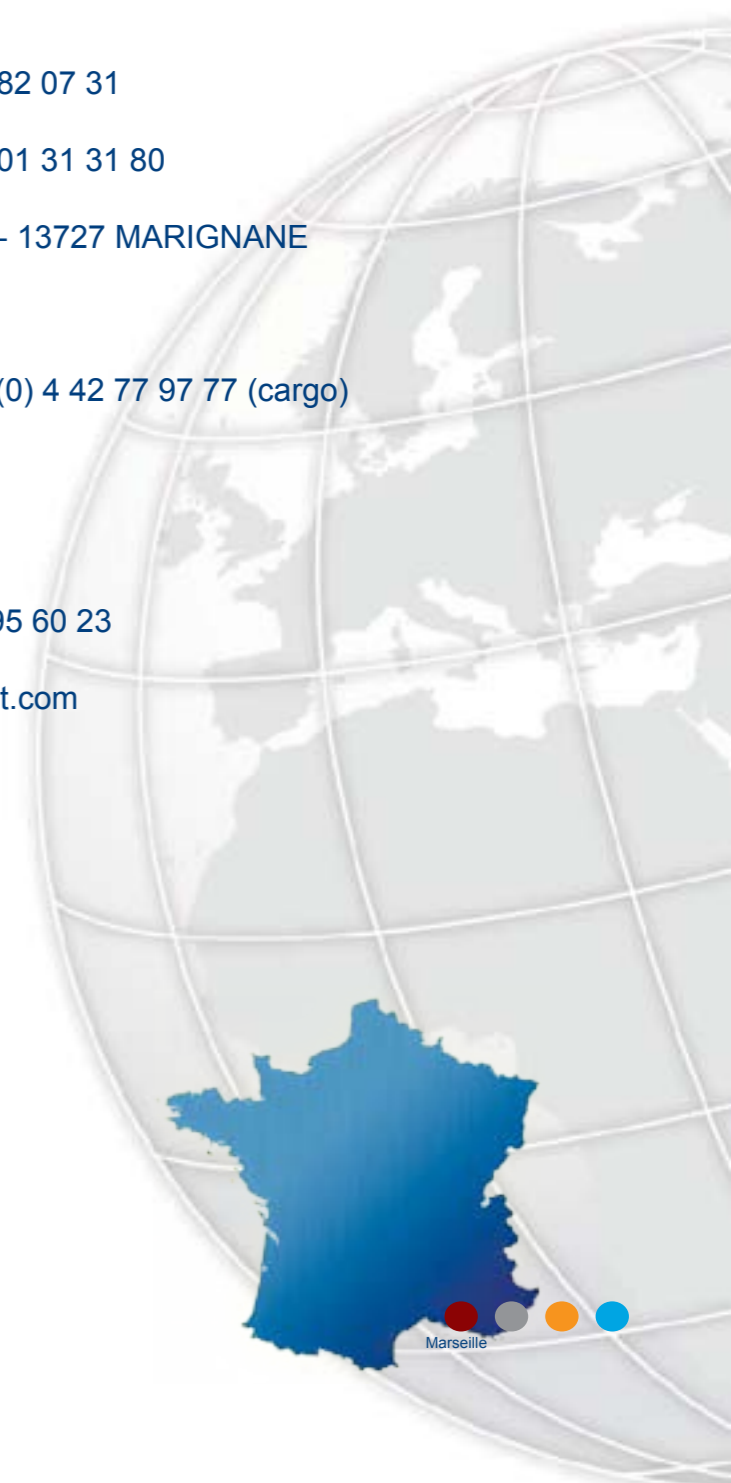 82 07 31
01 31 31 80
- 13727 MARIGNANE
(0) 4 42 77 97 77 (cargo)
95 60 23
t.com
Marseille